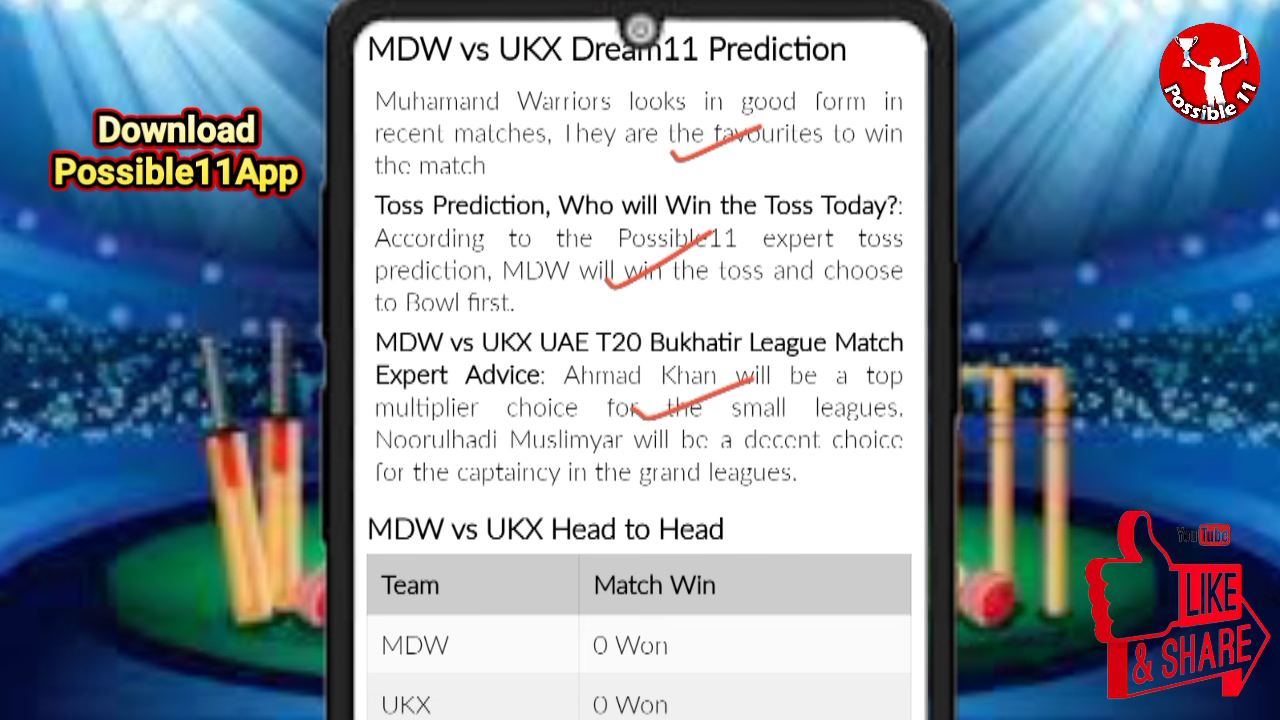 MDW vs UKX Dream11 Prediction
Muhamand Warriors looks in good form in
recent matches, They are the favourites to win
the match
Toss Prediction, Who will Win the Toss Today?:
According to the Possible11 expert toss
prediction, MDW will win the toss and choose
to Bowl first.
MDW vs UKX UAE T20 Bukhatir League Match
Expert Advice: Ahmad Khan will be a top
multiplier choice for the small leagues.
Noorulhadi Muslimyar will be a decent choice
for the captaincy in the grand leagues.
MDW vs UKX Head to Head
Team Match Win
MDW 0 Won
UKX 0 Won
Download
Possible11App
Possible 11
YouTube
LIKE
& SHARE